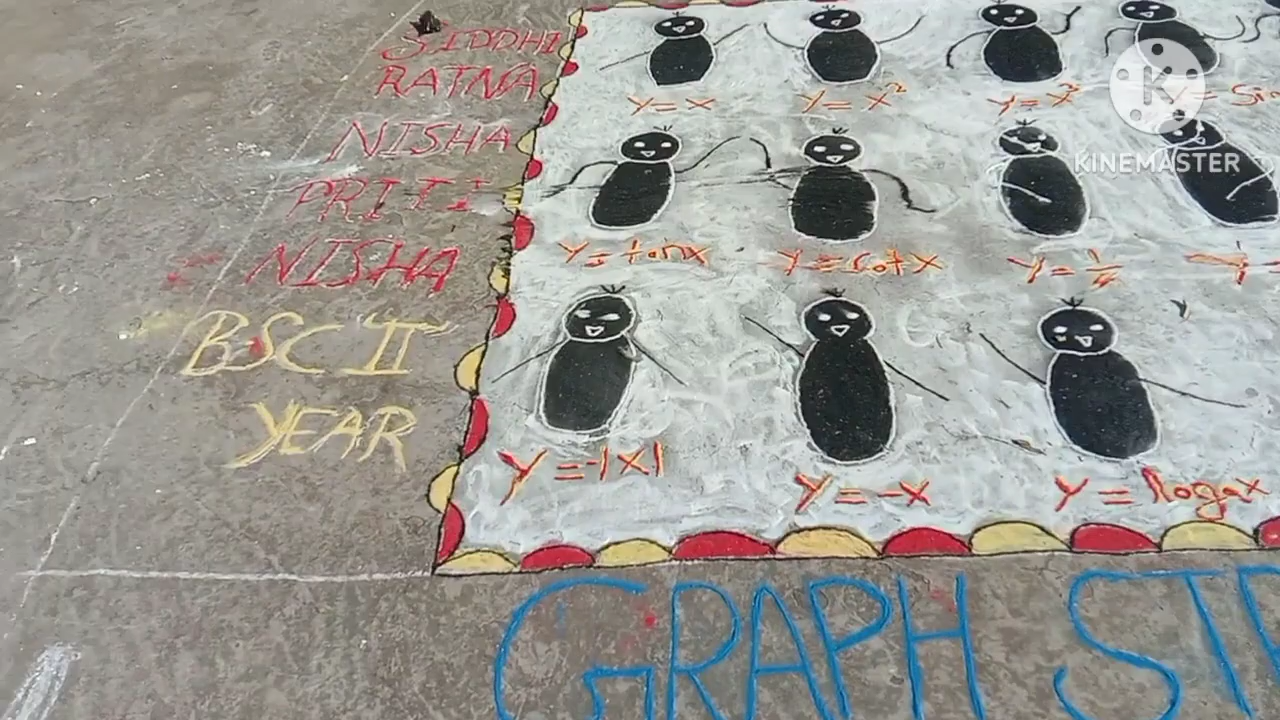 SIDDHI
RATNA
NISHA
PRITI
NISHA
BSC "II"
YEAR
y = x
y = x²
y = x³
y = tanx
y = cotx
y = 1/x
y = -|x|
y = -x
y = logax
KINEMASTER
GRAPH